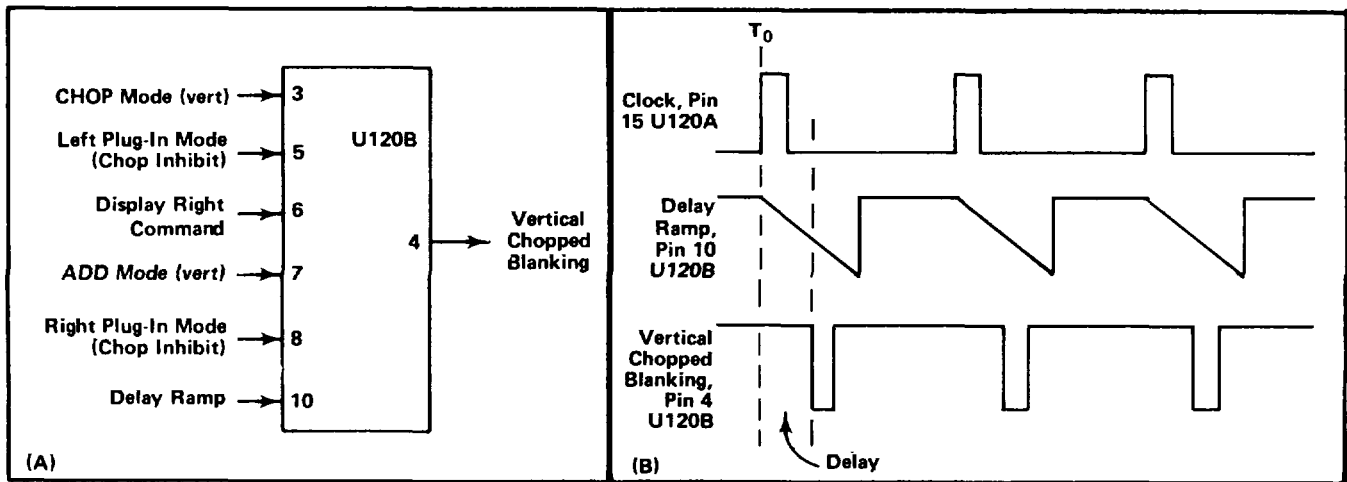 CHOP Mode (vert)
3
Left Plug-In Mode
(Chop Inhibit)
5
U120B
Display Right
Command
6
4
Vertical
Chopped
Blanking
ADD Mode (vert)
7
Right Plug-In Mode
(Chop Inhibit)
8
Delay Ramp
10
(A)
T0
Clock, Pin
15 U120A
Delay
Ramp,
Pin 10
U120B
Vertical
Chopped
Blanking,
Pin 4
U120B
Delay
(B)